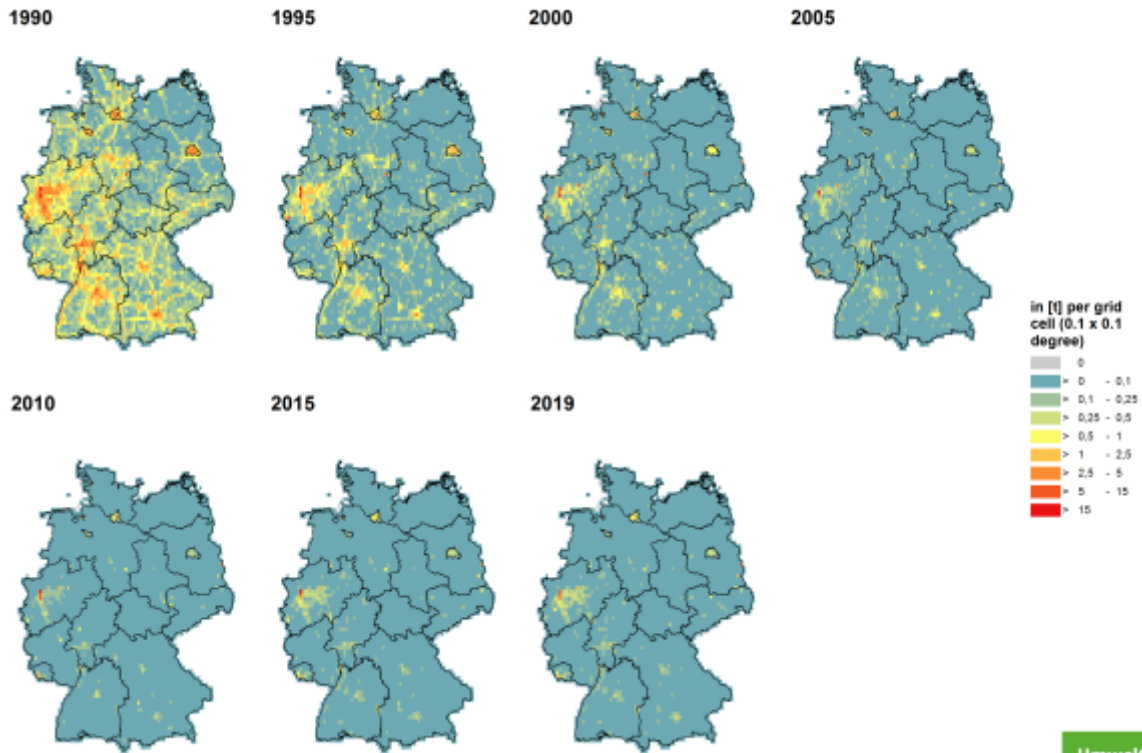 1990
1995
2000
2005
in [t] per grid
cell (0.1 x 0.1
degree)
0
> 0 - 0,1
> 0,1 - 0,25
> 0,25 - 0,5
> 0,5 - 1
> 1 - 2,5
> 2,5 - 5
> 5 - 15
> 15
2010
2015
2019